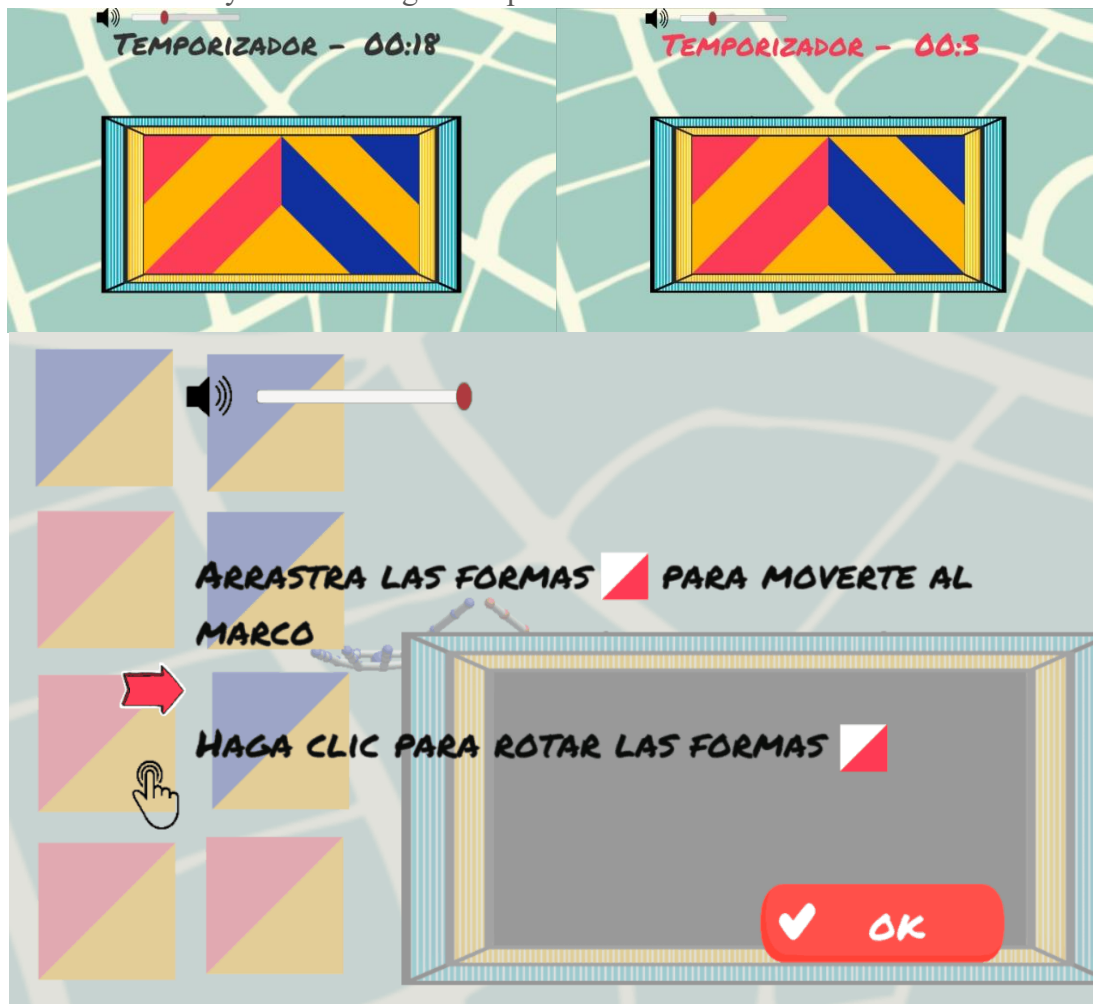 TEMPORIZADOR - 00:18
TEMPORIZADOR - 00:3
ARRASTRA LAS FORMAS PARA MOVERTE AL
MARCO
HAGA CLIC PARA ROTAR LAS FORMAS
OK